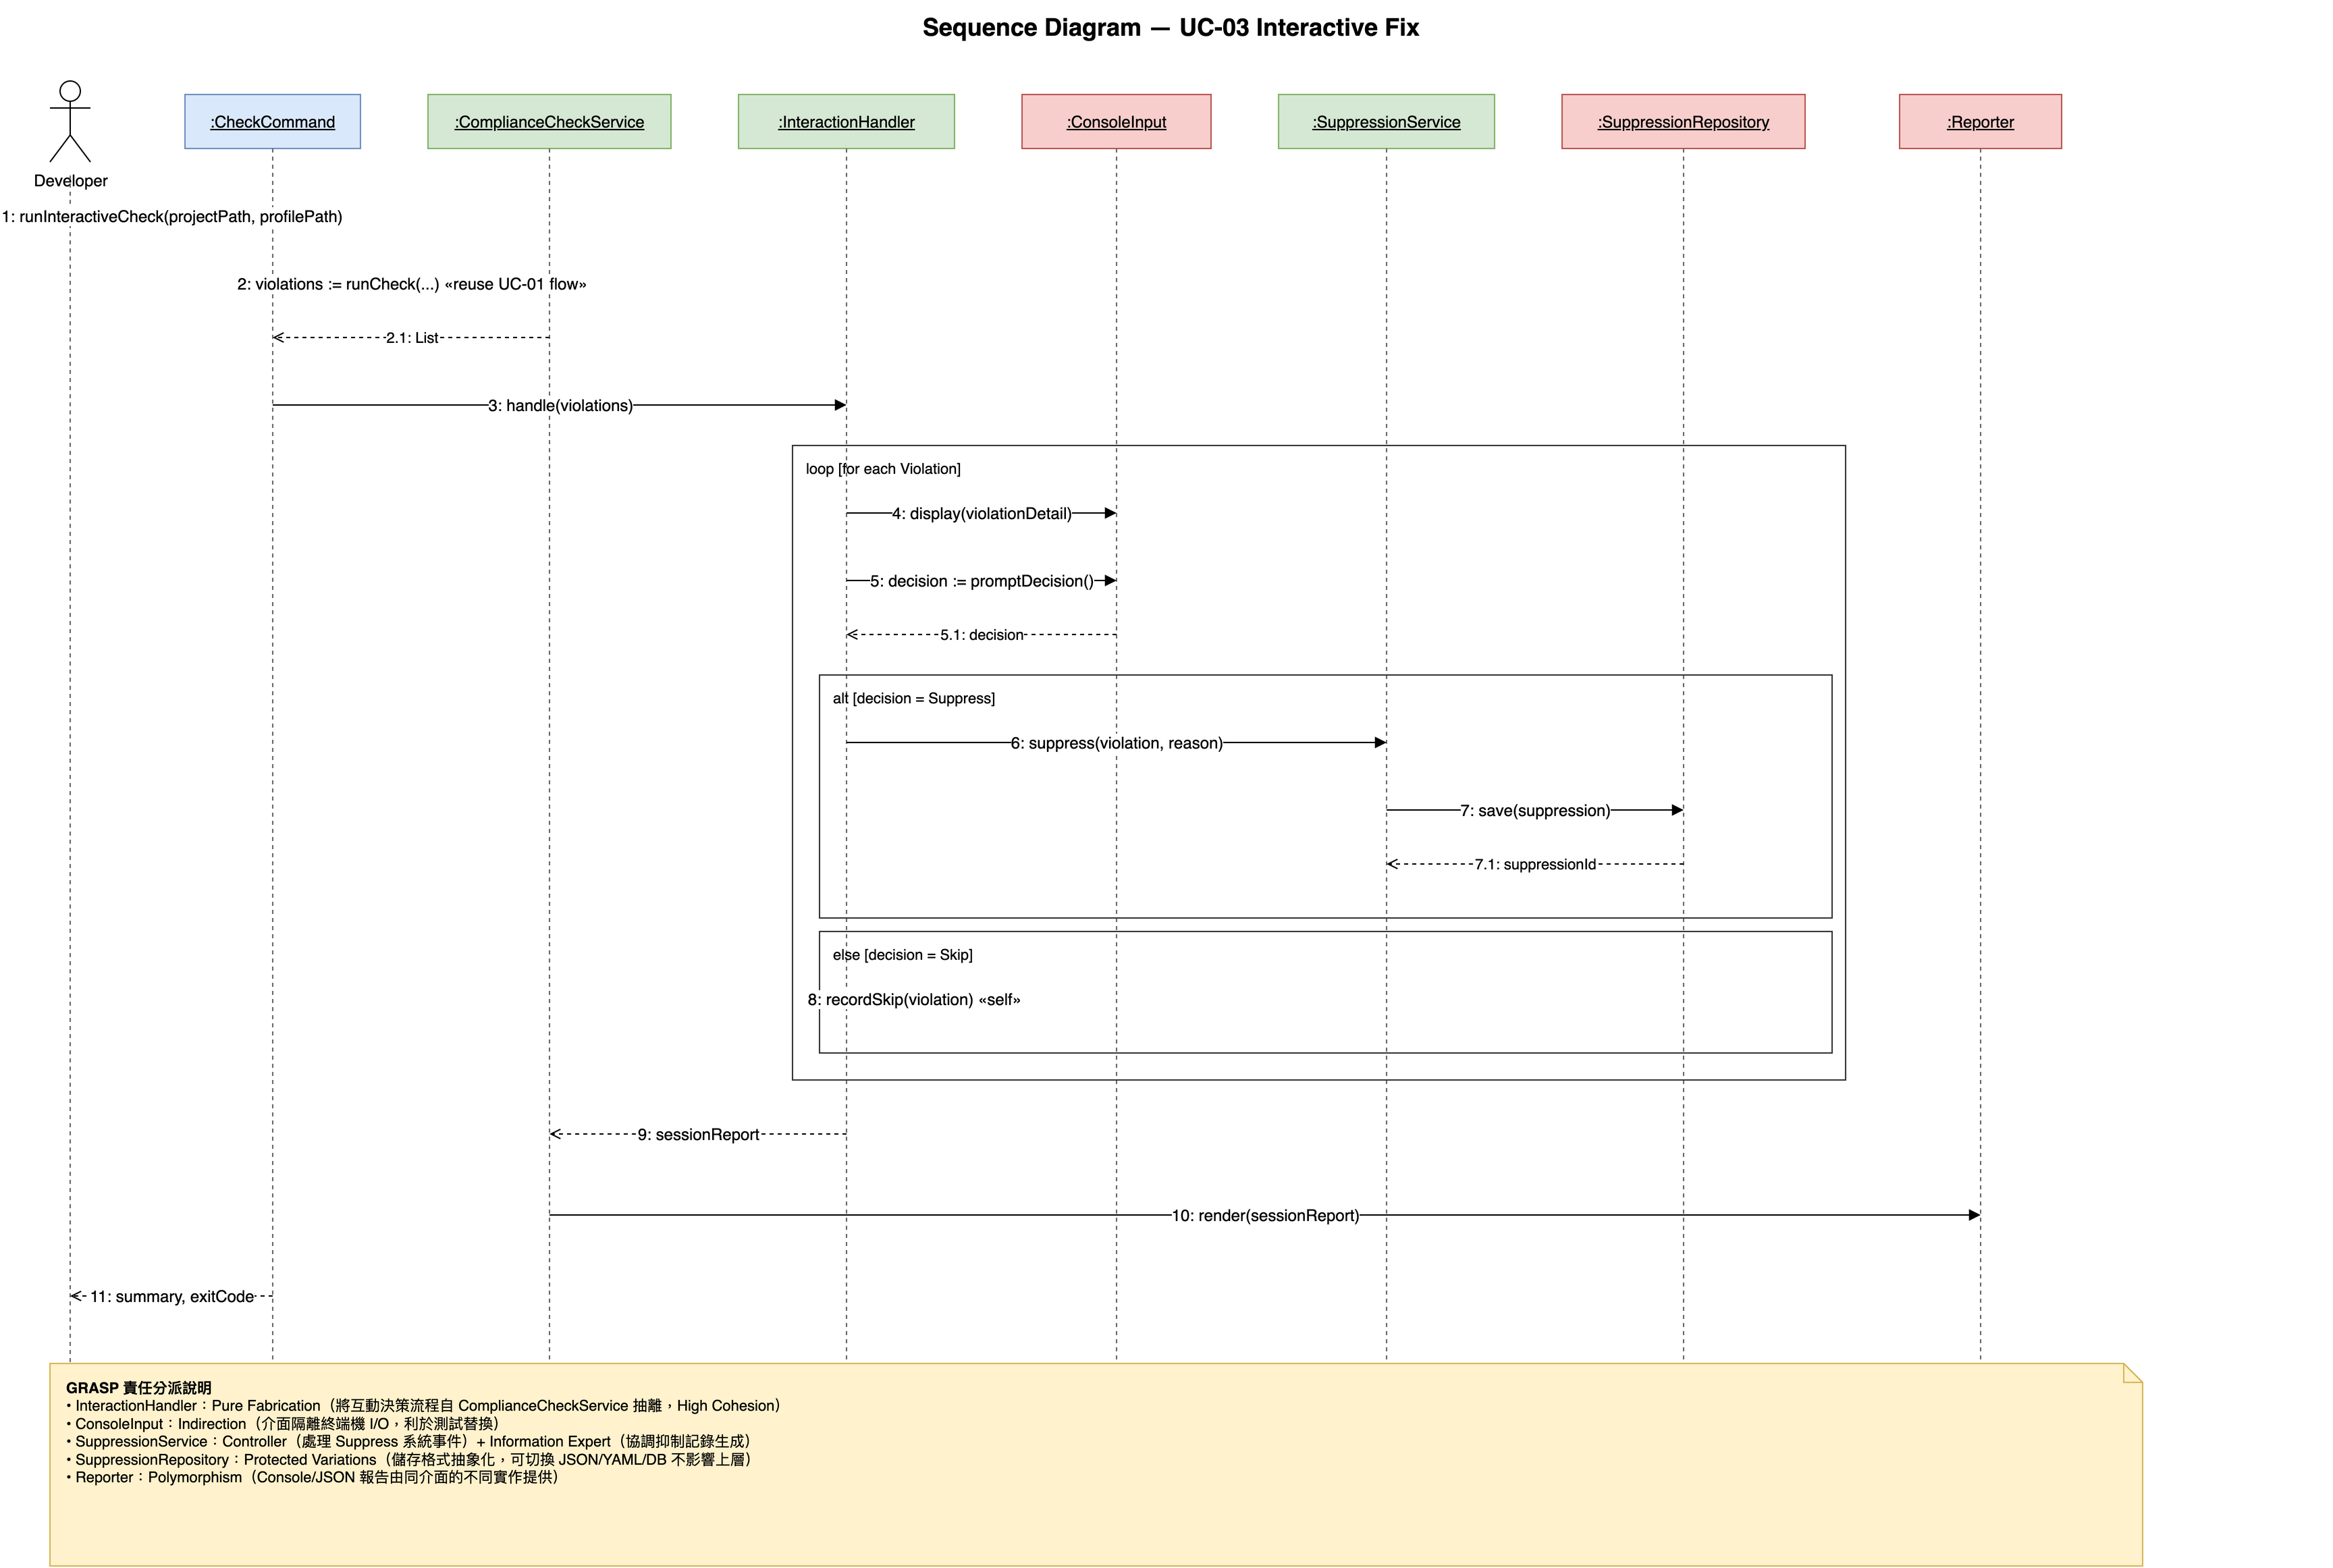 Sequence Diagram — UC-03 Interactive Fix
Developer
:CheckCommand
:ComplianceCheckService
:InteractionHandler
:ConsoleInput
:SuppressionService
:SuppressionRepository
:Reporter
1: runInteractiveCheck(projectPath, profilePath)
2: violations := runCheck(...) «reuse UC-01 flow»
2.1: List
3: handle(violations)
loop [for each Violation]
4: display(violationDetail)
5: decision := promptDecision()
5.1: decision
alt [decision = Suppress]
6: suppress(violation, reason)
7: save(suppression)
7.1: suppressionId
else [decision = Skip]
8: recordSkip(violation) «self»
9: sessionReport
10: render(sessionReport)
11: summary, exitCode
GRASP 責任分派說明
• InteractionHandler：Pure Fabrication（將互動決策流程自 ComplianceCheckService 抽離，High Cohesion）
• ConsoleInput：Indirection（介面隔離終端機 I/O，利於測試替換）
• SuppressionService：Controller（處理 Suppress 系統事件）+ Information Expert（協調抑制記錄生成）
• SuppressionRepository：Protected Variations（儲存格式抽象化，可切換 JSON/YAML/DB 不影響上層）
• Reporter：Polymorphism（Console/JSON 報告由同介面的不同實作提供）